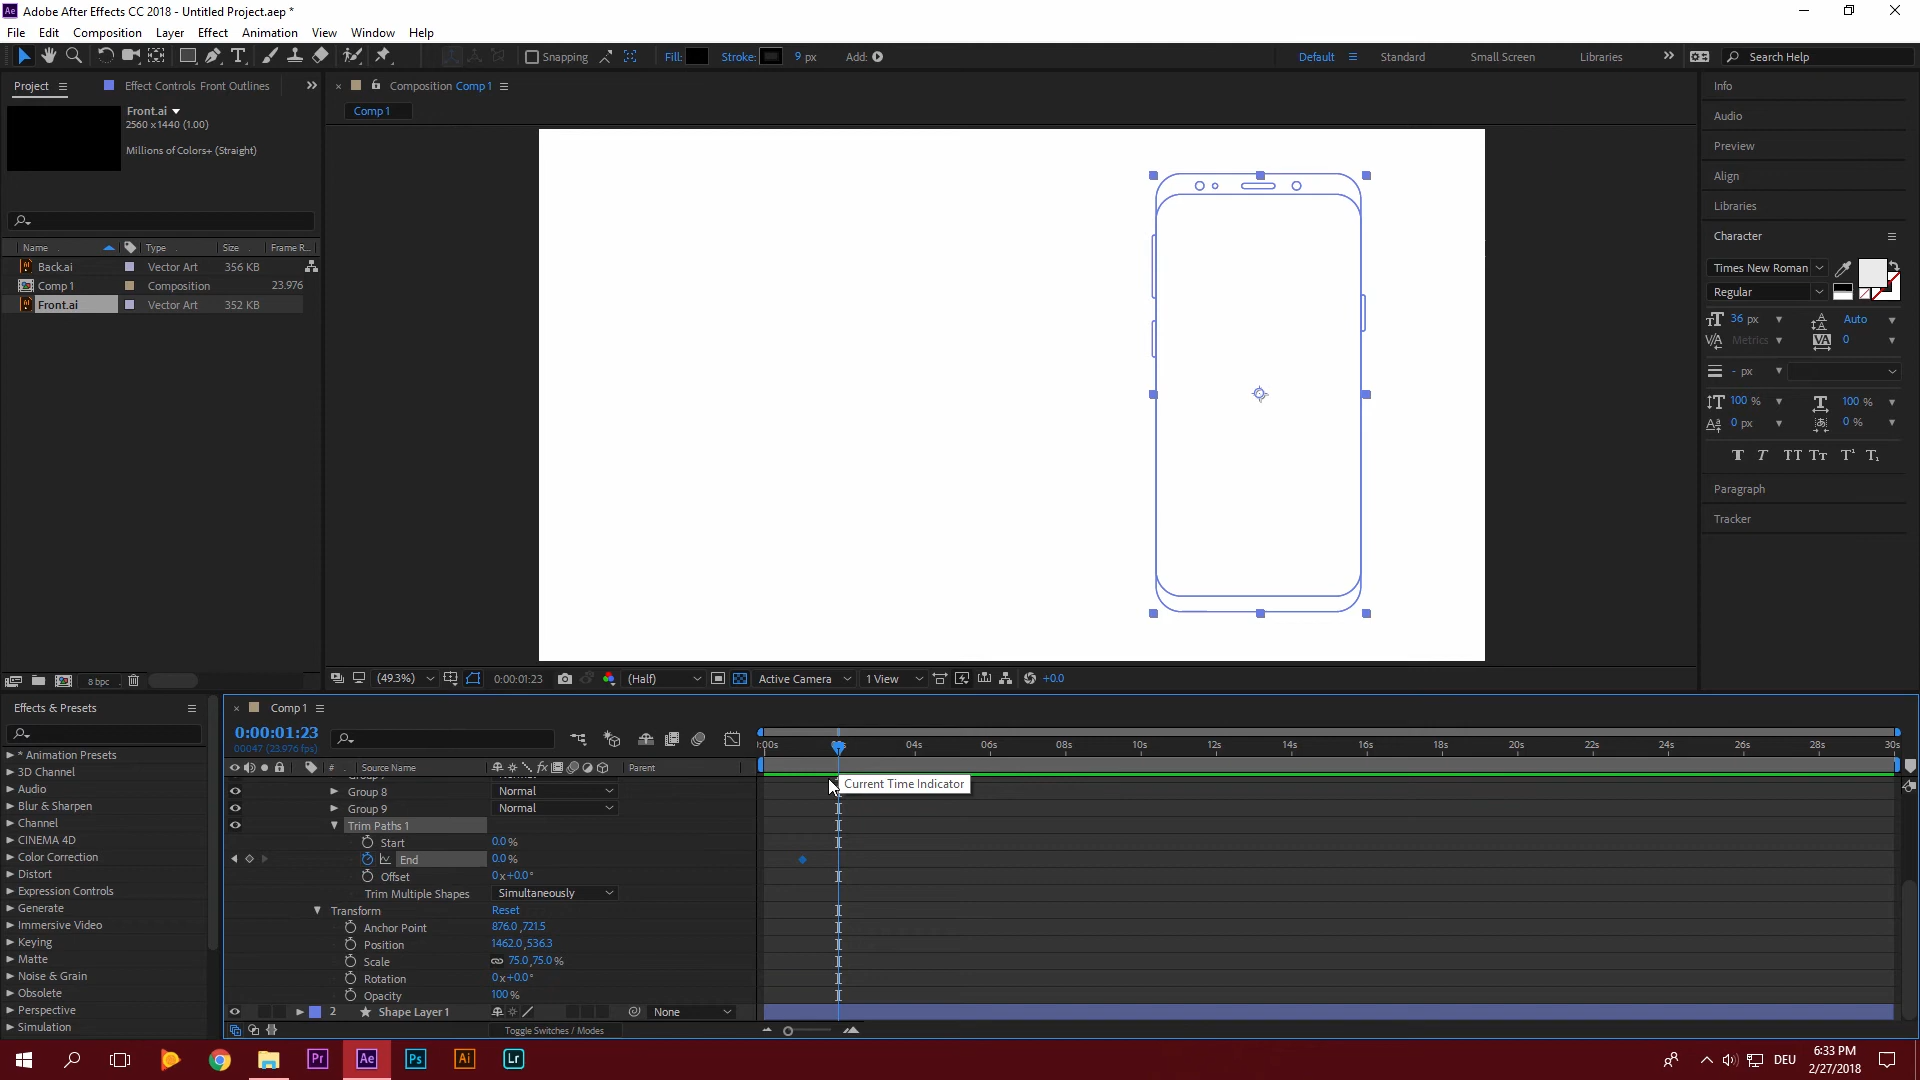 Adobe After Effects CC 2018 - Untitled Project.aep *
File Edit Composition Layer Effect Animation View Window Help
Snapping Fill: Stroke: 9 px Add: Default Standard Small Screen Libraries Search Help
Project Effect Controls Front Outlines
Composition Comp 1
Comp 1
Front.ai
2560 x 1440 (1.00)
Millions of Colors+ (Straight)
Name Type Size Frame R...
Back.ai Vector Art 356 KB
Comp 1 Composition 23.976
Front.ai Vector Art 352 KB
8 bpc
(49.3%) 0:00:01:23 (Half) Active Camera 1 View +0.0
Info
Audio
Preview
Align
Libraries
Character
Times New Roman
Regular
36 px Auto
Metrics 0
- px
100 % 100 %
0 px 0 %
T T TT Tт T¹ T₁
Paragraph
Tracker
Effects & Presets
* Animation Presets
3D Channel
Audio
Blur & Sharpen
Channel
CINEMA 4D
Color Correction
Distort
Expression Controls
Generate
Immersive Video
Keying
Matte
Noise & Grain
Obsolete
Perspective
Simulation
Comp 1
0:00:01:23
00047 (23.976 fps)
# Source Name Parent
):00s 04s 06s 08s 10s 12s 14s 16s 18s 20s 22s 24s 26s 28s 30s
Current Time Indicator
Group 8 Normal
Group 9 Normal
Trim Paths 1
Start 0.0 %
End 0.0 %
Offset 0x+0.0°
Trim Multiple Shapes Simultaneously
Transform Reset
Anchor Point 876.0 ,721.5
Position 1462.0 ,536.3
Scale 75.0 ,75.0 %
Rotation 0x+0.0°
Opacity 100 %
2 Shape Layer 1 None
Toggle Switches / Modes
Pr Ae Ps Ai Lr
DEU
6:33 PM
2/27/2018